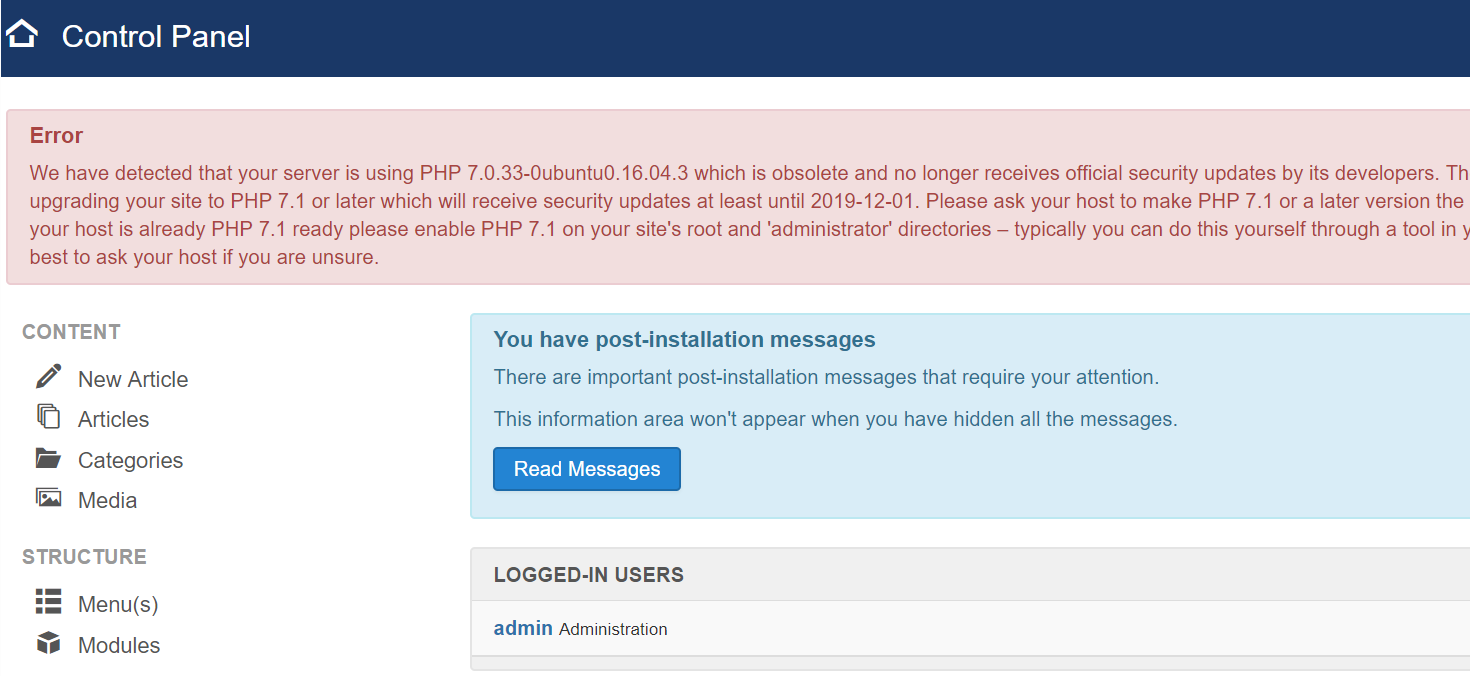 Control Panel
Error
We have detected that your server is using PHP 7.0.33-0ubuntu0.16.04.3 which is obsolete and no longer receives official security updates by its developers. Th
upgrading your site to PHP 7.1 or later which will receive security updates at least until 2019-12-01. Please ask your host to make PHP 7.1 or a later version the
your host is already PHP 7.1 ready please enable PHP 7.1 on your site's root and 'administrator' directories – typically you can do this yourself through a tool in y
best to ask your host if you are unsure.
CONTENT
New Article
Articles
Categories
Media
STRUCTURE
Menu(s)
Modules
You have post-installation messages
There are important post-installation messages that require your attention.
This information area won't appear when you have hidden all the messages.
Read Messages
LOGGED-IN USERS
admin Administration